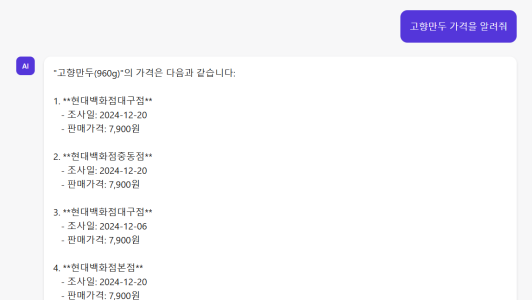 고향만두 가격을 알려줘
AI
"고향만두(960g)"의 가격은 다음과 같습니다:
1. **현대백화점대구점**
- 조사일: 2024-12-20
- 판매가격: 7,900원
2. **현대백화점중동점**
- 조사일: 2024-12-20
- 판매가격: 7,900원
3. **현대백화점대구점**
- 조사일: 2024-12-06
- 판매가격: 7,900원
4. **현대백화점본점**
- 조사일: 2024-12-20
- 판매가격: 7,900원